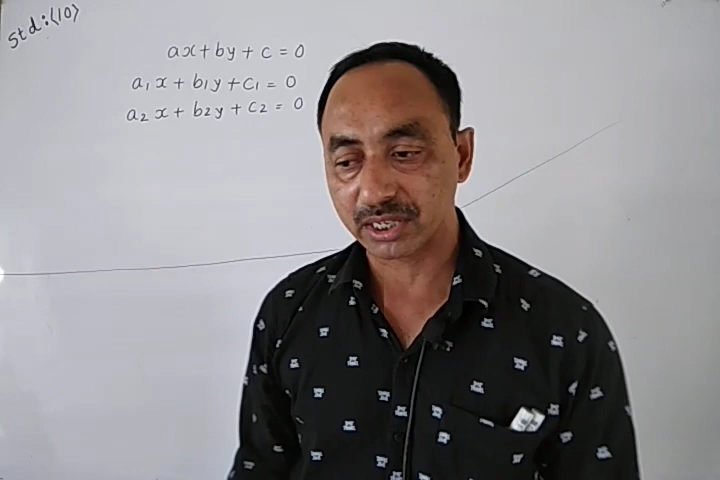 Std:(10)
ax + by + c = 0
a₁x + b₁y + c₁ = 0
a₂x + b₂y + c₂ = 0